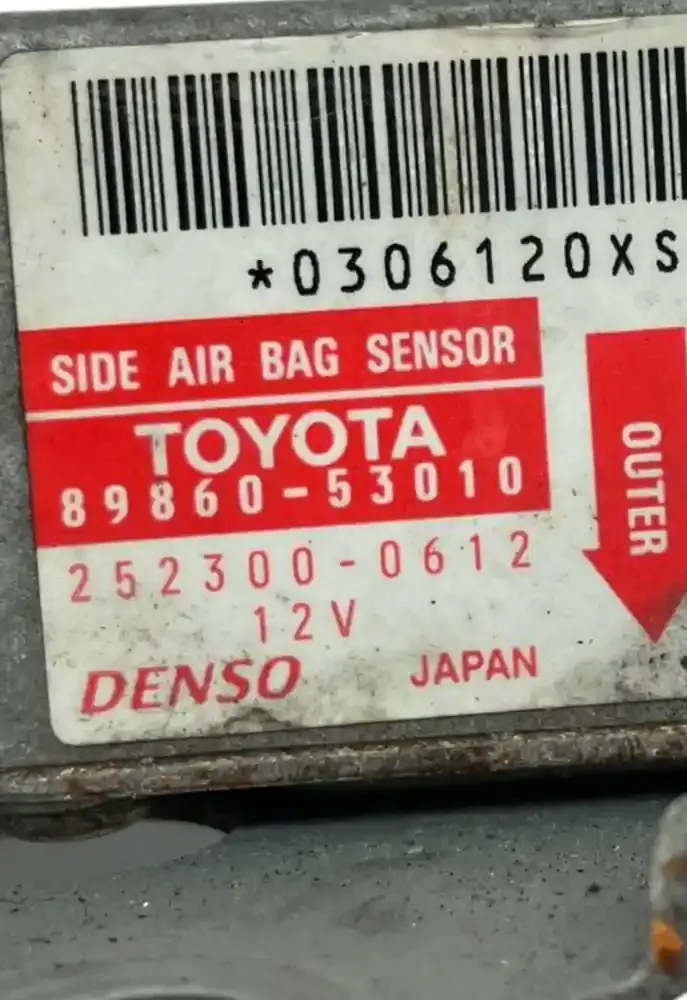 *0306120XS
SIDE AIR BAG SENSOR
TOYOTA
89860-53010
252300-0612
12V
DENSO JAPAN
OUTER